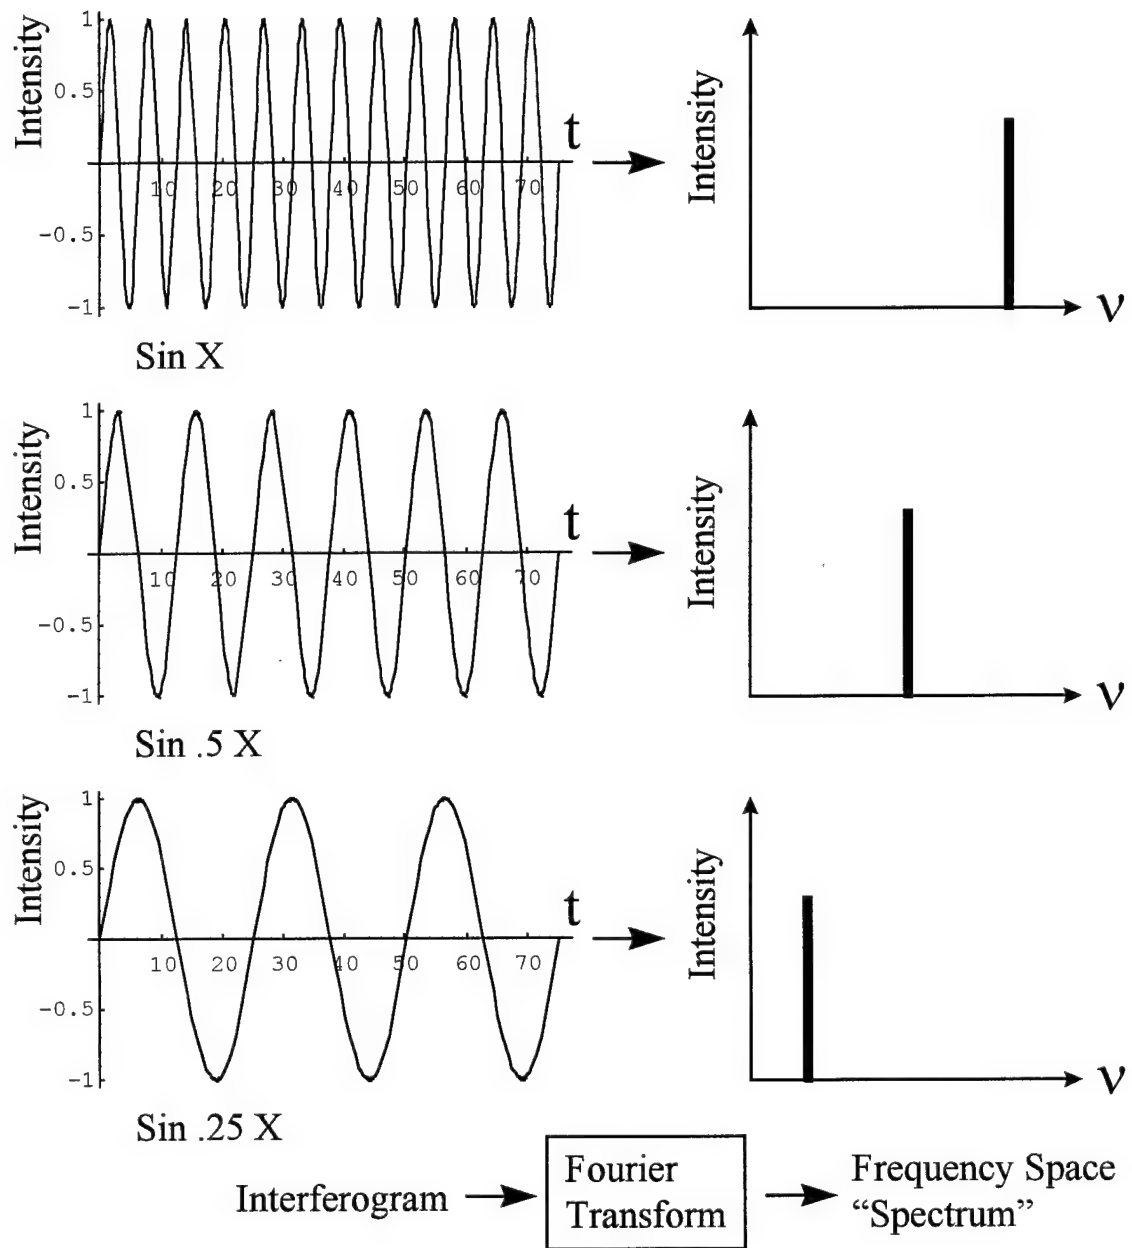 Intensity
1
0.5
-0.5
-1
10 20 30 40 50 60 70
t
Intensity
ν
Sin X
Intensity
1
0.5
-0.5
-1
10 20 30 40 50 60 70
t
Intensity
ν
Sin .5 X
Intensity
1
0.5
-0.5
-1
10 20 30 40 50 60 70
t
Intensity
ν
Sin .25 X
Interferogram
Fourier
Transform
Frequency Space
“Spectrum”